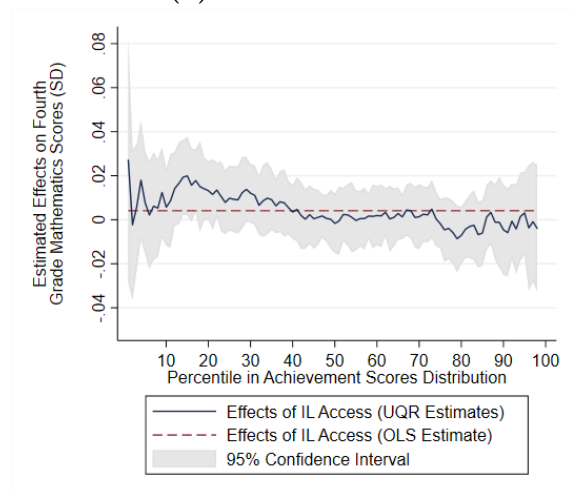 Estimated Effects on Fourth
Grade Mathematics Scores (SD)
.08
.06
.04
.02
0
-.02
-.04
10 20 30 40 50 60 70 80 90 100
Percentile in Achievement Scores Distribution
Effects of IL Access (UQR Estimates)
Effects of IL Access (OLS Estimate)
95% Confidence Interval